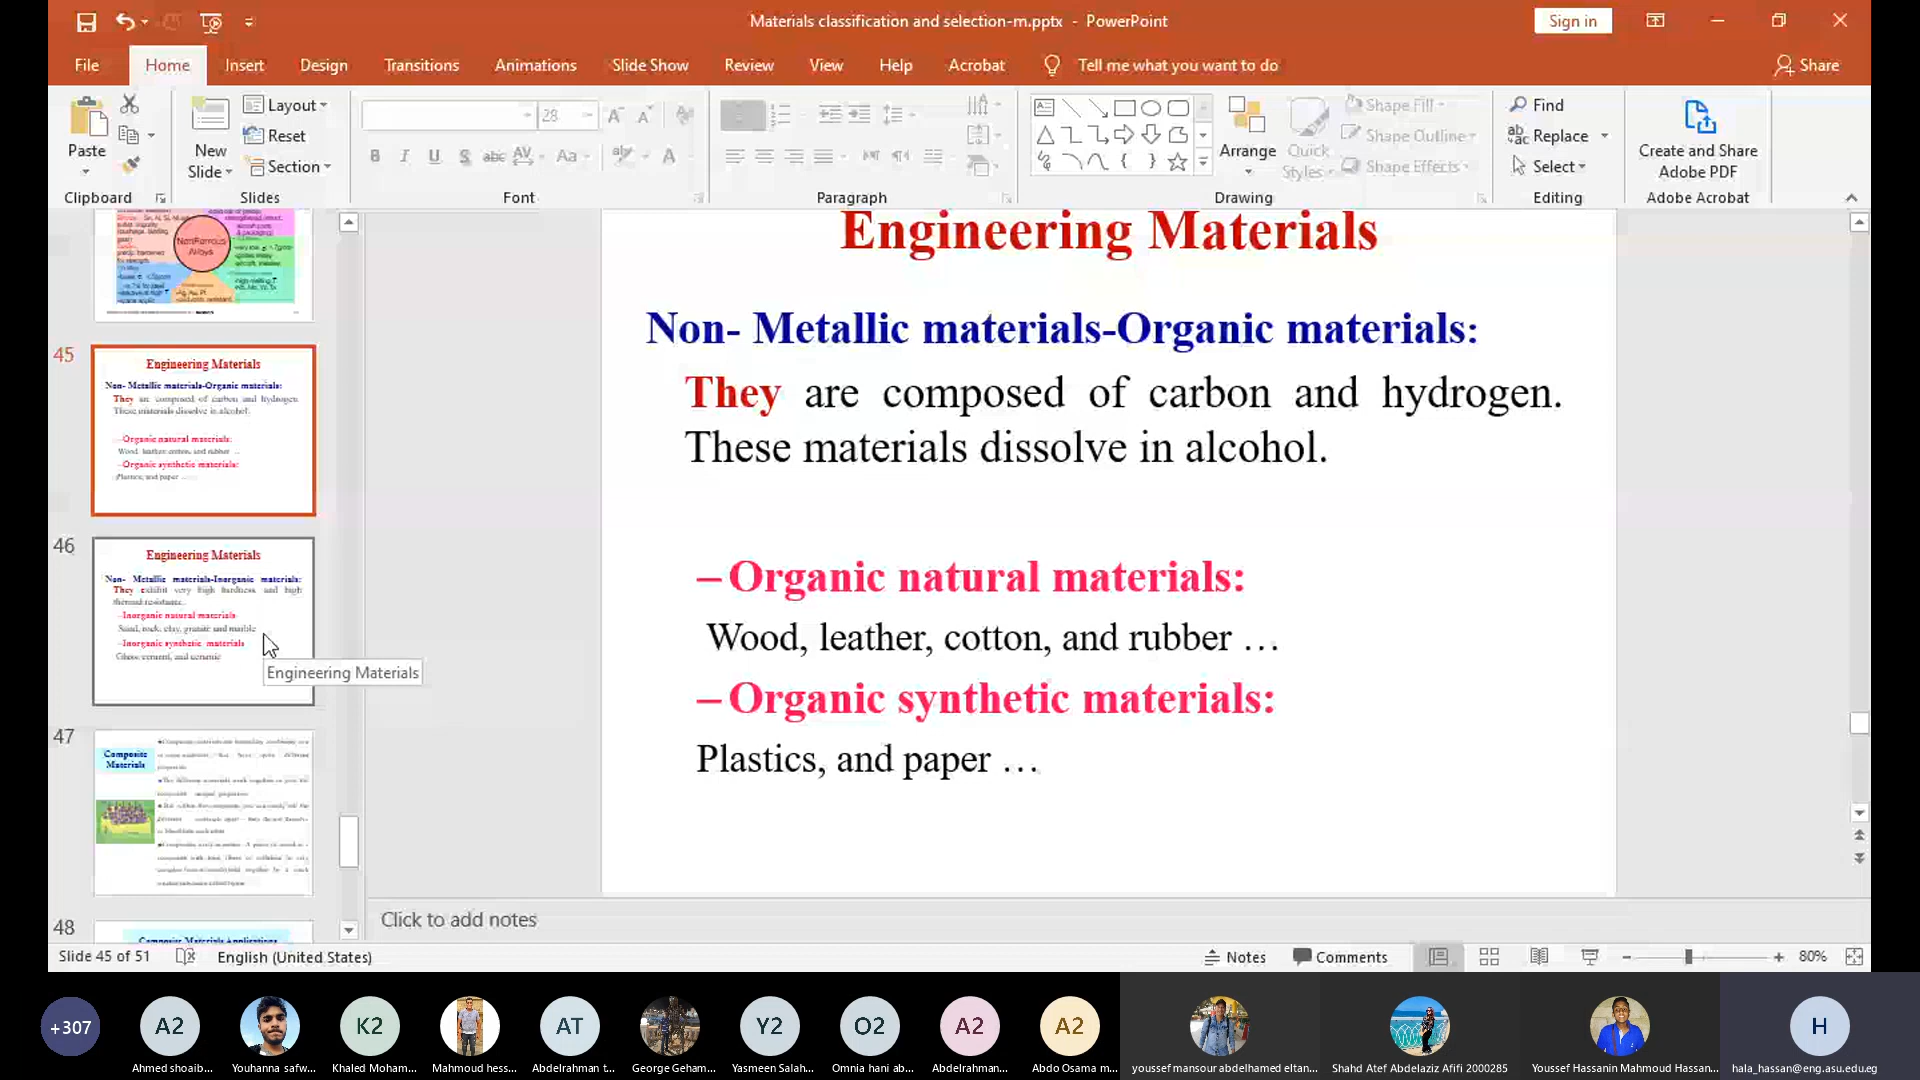 Materials classification and selection-m.pptx - PowerPoint
Sign in
File
Home
Insert
Design
Transitions
Animations
Slide Show
Review
View
Help
Acrobat
Tell me what you want to do
Share
Paste
New
Slide
Layout
Reset
Section
28
Arrange
Quick
Styles
Shape Fill
Shape Outline
Shape Effects
Find
Replace
Select
Create and Share
Adobe PDF
Clipboard
Slides
Font
Paragraph
Drawing
Editing
Adobe Acrobat
NonFerrous
Alloys
45
Engineering Materials
Non- Metallic materials-Organic materials:
They are composed of carbon and hydrogen.
These materials dissolve in alcohol.
–Organic natural materials:
Wood, leather, cotton, and rubber ...
–Organic synthetic materials:
Plastics, and paper ...
46
Engineering Materials
Non- Metallic materials-Inorganic materials:
They exhibit very high hardness and high
thermal resistance.
–Inorganic natural materials
Sand, rock, clay, granite and marble
–Inorganic synthetic materials
Glass, cement, and ceramic
Engineering Materials
47
Composite
Materials
48
Composite Materials Applications
Engineering Materials
Non- Metallic materials-Organic materials:
They are composed of carbon and hydrogen.
These materials dissolve in alcohol.
– Organic natural materials:
Wood, leather, cotton, and rubber …
– Organic synthetic materials:
Plastics, and paper …
Click to add notes
Slide 45 of 51
English (United States)
Notes
Comments
80%
+307
A2
K2
AT
Y2
O2
A2
A2
H
Ahmed shoaib...
Youhanna safw...
Khaled Moham...
Mahmoud hess...
Abdelrahman t...
George Geham...
Yasmeen Salah...
Omnia hani ab...
Abdelrahman...
Abdo Osama m...
youssef mansour abdelhamed eltan...
Shahd Atef Abdelaziz Afifi 2000285
Youssef Hassanin Mahmoud Hassan...
hala_hassan@eng.asu.edu.eg